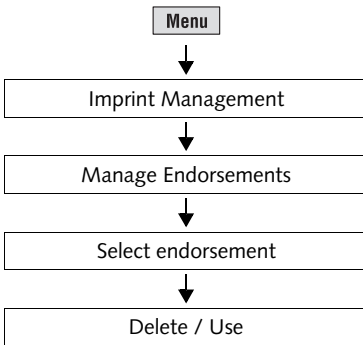 Menu
Imprint Management
Manage Endorsements
Select endorsement
Delete / Use